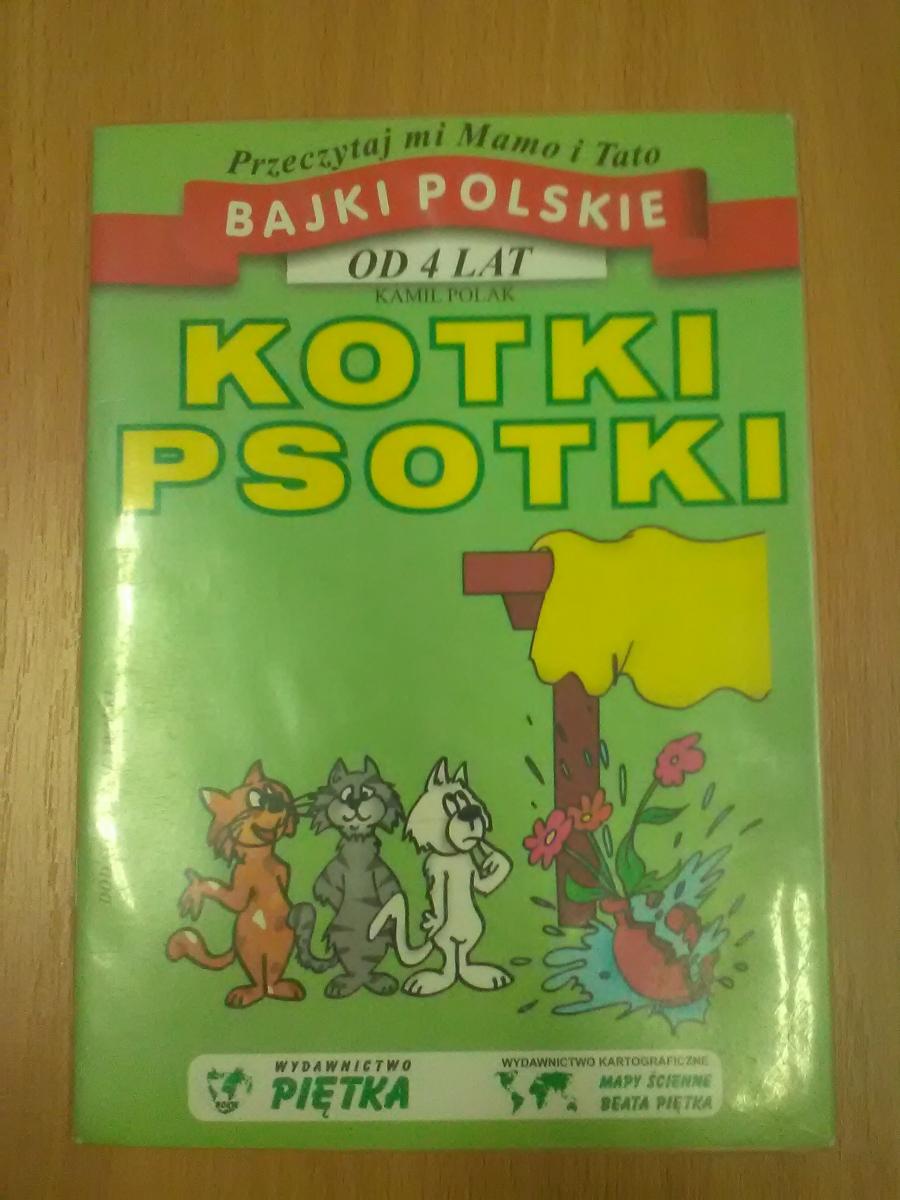 Przeczytaj mi Mamo i Tato
BAJKI POLSKIE
OD 4 LAT
KAMIL POLAK
KOTKI
PSOTKI
WYDAWNICTWO
PIĘTKA
WYDAWNICTWO KARTOGRAFICZNE
MAPY ŚCIENNE
BEATA PIĘTKA